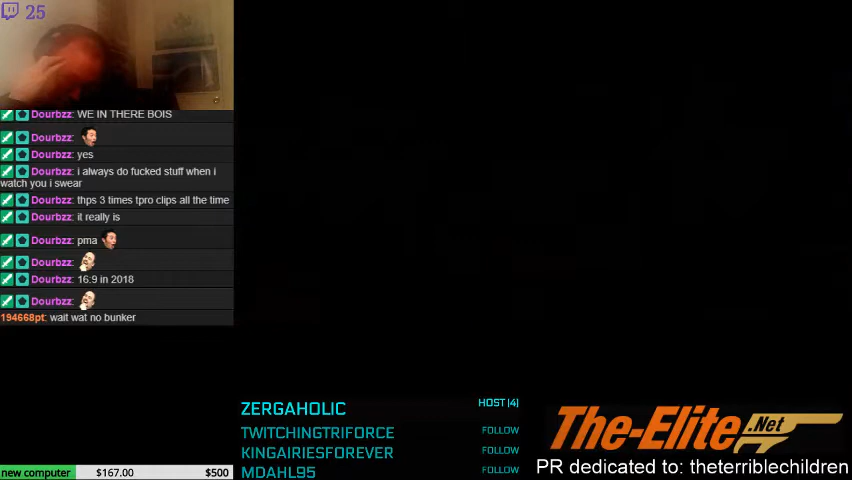 25
Dourbzz: WE IN THERE BOIS
Dourbzz:
Dourbzz: yes
Dourbzz: i always do fucked stuff when i
watch you i swear
Dourbzz: thps 3 times tpro clips all the time
Dourbzz: it really is
Dourbzz: pma
Dourbzz:
Dourbzz: 16:9 in 2018
Dourbzz:
194668pt: wait wat no bunker
ZERGAHOLIC HOST (4)
TWITCHINGTRIFORCE FOLLOW
KINGAIRIESFOREVER FOLLOW
MDAHL95 FOLLOW
The-Elite.Net
PR dedicated to: theterriblechildren
new computer $167.00 $500